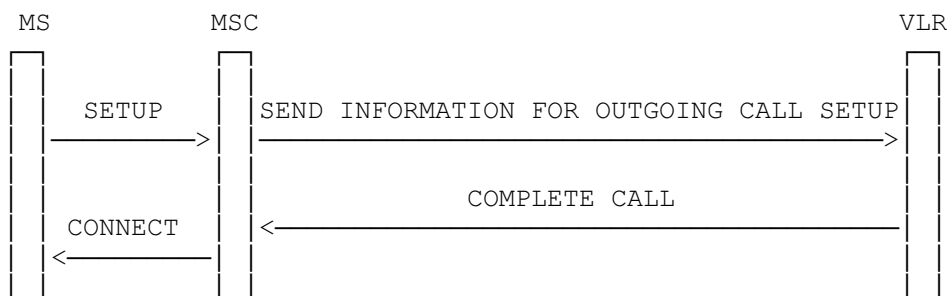 MS MSC VLR
SETUP SEND INFORMATION FOR OUTGOING CALL SETUP
COMPLETE CALL
CONNECT